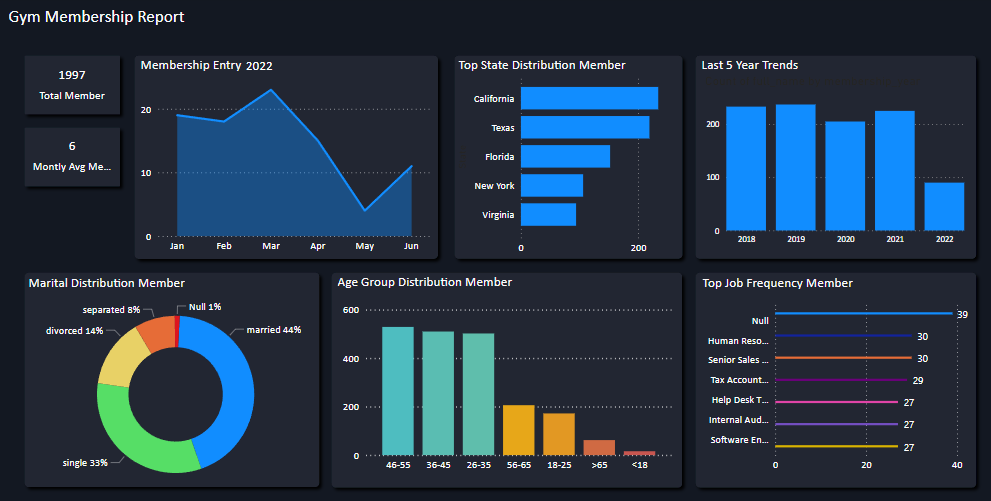 Gym Membership Report
1997
Total Member
6
Montly Avg Me...
Membership Entry 2022
20
10
0
Jan Feb Mar Apr May Jun
Top State Distribution Member
California
Texas
Florida
New York
Virginia
0 200
Last 5 Year Trends
200
100
0
2018 2019 2020 2021 2022
Marital Distribution Member
Null 1%
separated 8%
divorced 14%
married 44%
single 33%
Age Group Distribution Member
600
400
200
0
46-55 36-45 26-35 56-65 18-25 >65 <18
Top Job Frequency Member
Null 39
Human Reso... 30
Senior Sales ... 30
Tax Account... 29
Help Desk T... 27
Internal Aud... 27
Software En... 27
0 20 40